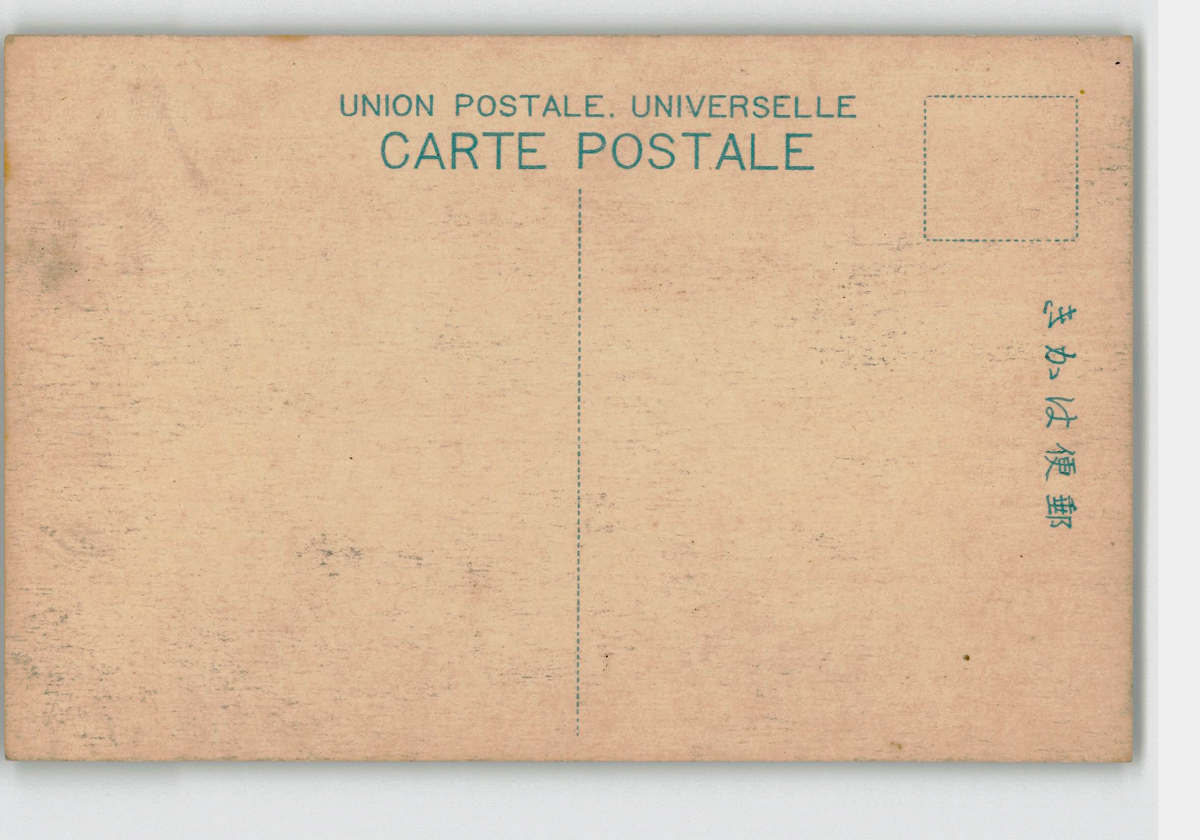 UNION POSTALE. UNIVERSELLE
CARTE POSTALE
郵便はかき